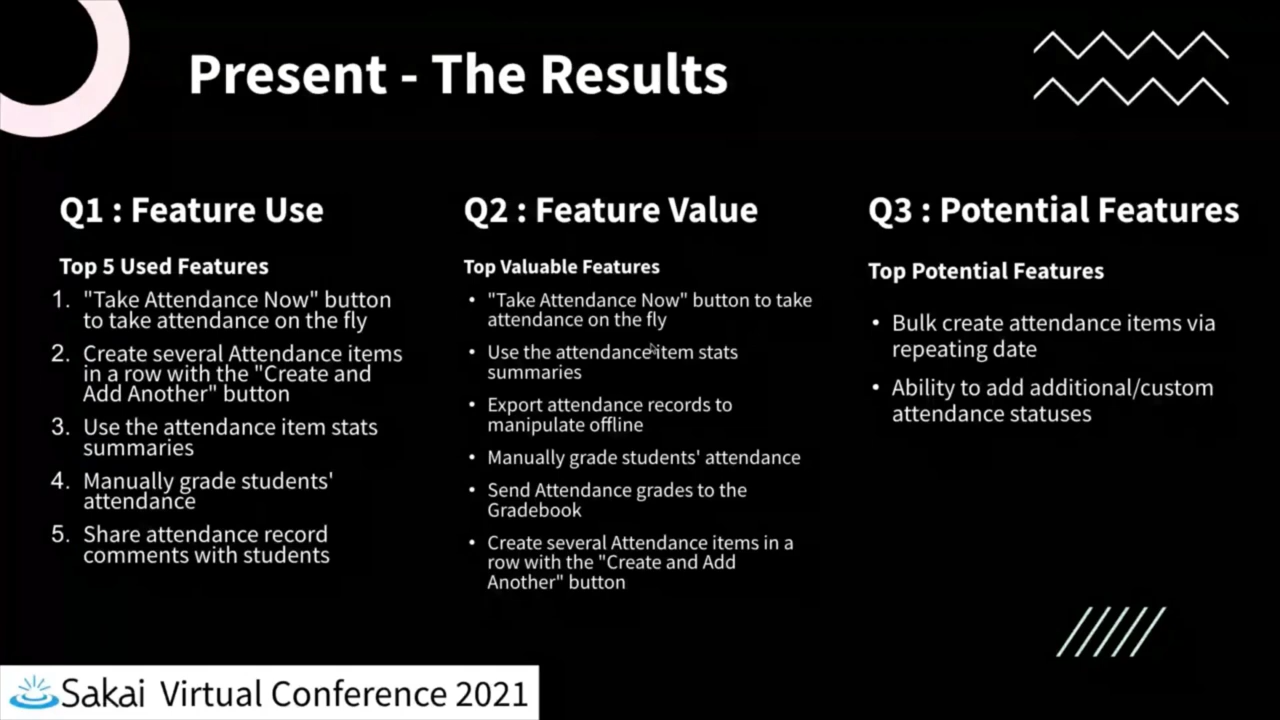 Present - The Results
Q1 : Feature Use
Top 5 Used Features
1. "Take Attendance Now" button
to take attendance on the fly
2. Create several Attendance items
in a row with the "Create and
Add Another" button
3. Use the attendance item stats
summaries
4. Manually grade students'
attendance
5. Share attendance record
comments with students
Q2 : Feature Value
Top Valuable Features
• "Take Attendance Now" button to take
attendance on the fly
• Use the attendance item stats
summaries
• Export attendance records to
manipulate offline
• Manually grade students' attendance
• Send Attendance grades to the
Gradebook
• Create several Attendance items in a
row with the "Create and Add
Another" button
Q3 : Potential Features
Top Potential Features
• Bulk create attendance items via
repeating date
• Ability to add additional/custom
attendance statuses
Sakai Virtual Conference 2021